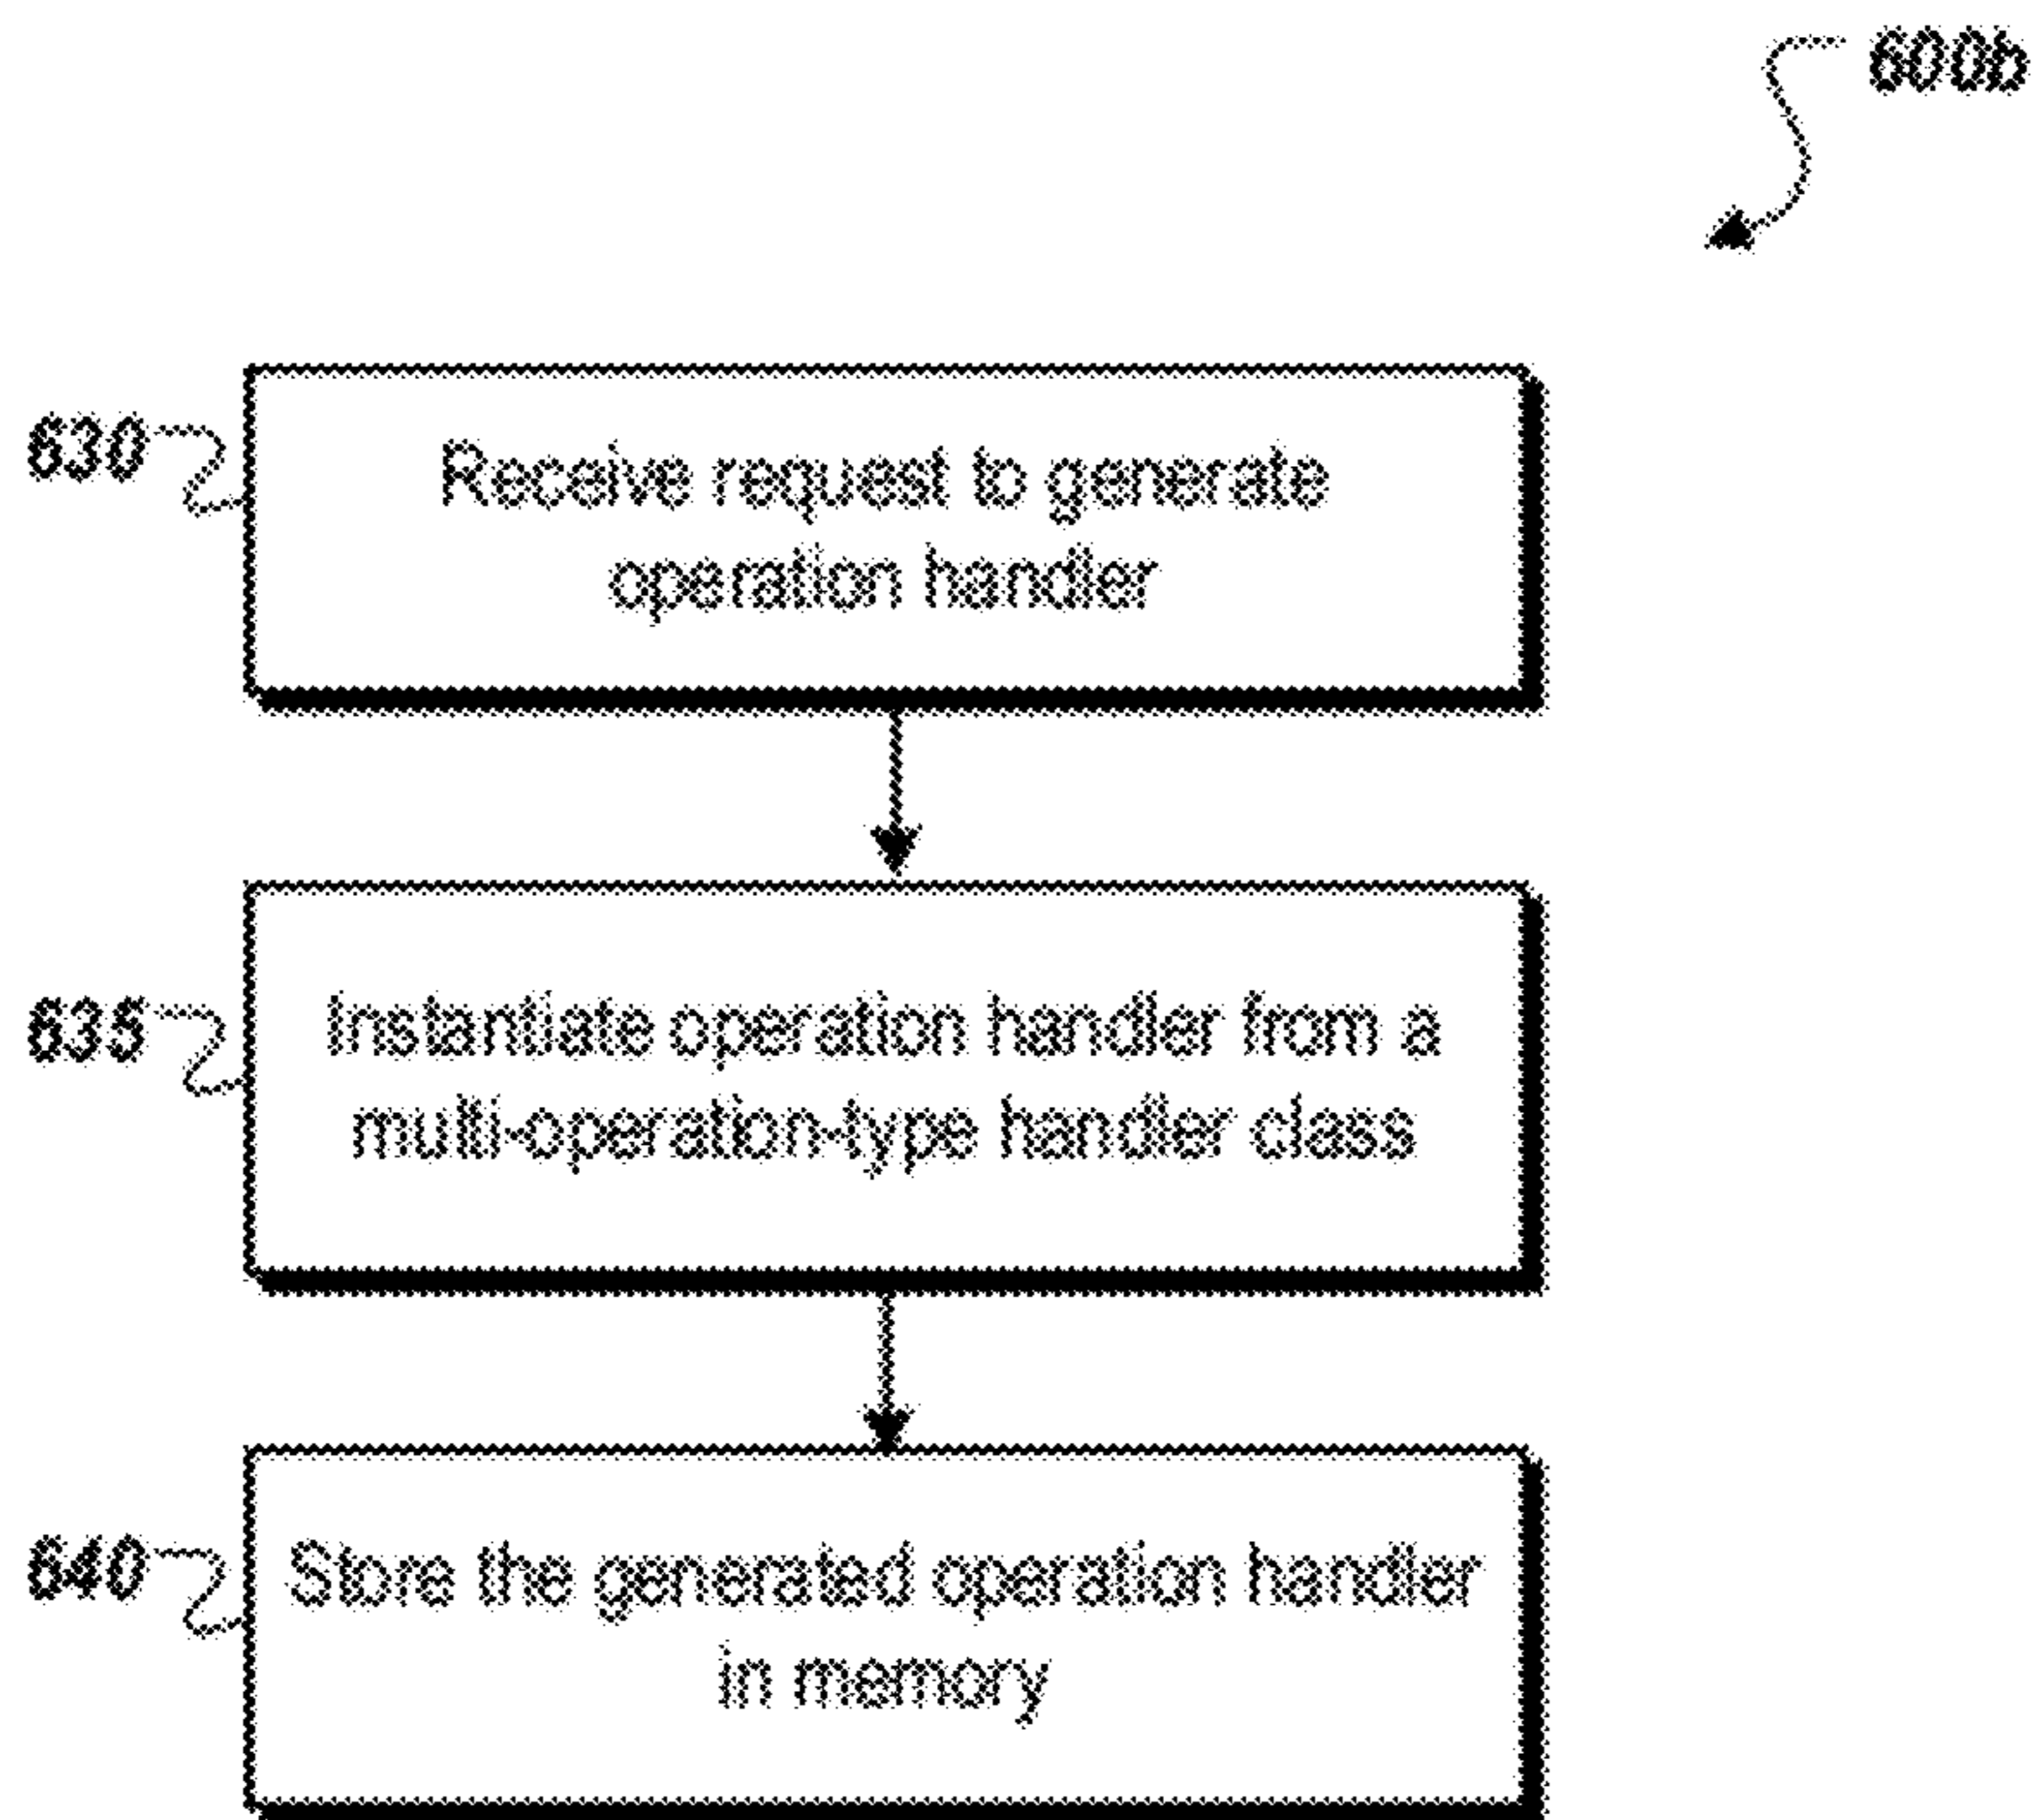 600b
630
Receive request to generate
operation handler
635
Instantiate operation handler from a
multi-operation-type handler class
640
Store the generated operation handler
in memory